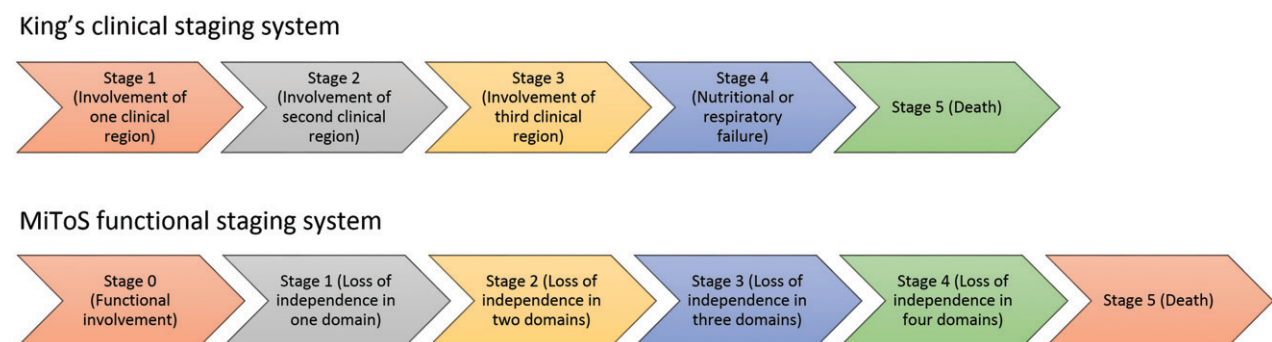 King's clinical staging system
Stage 1
(Involvement of
one clinical
region)
Stage 2
(Involvement of
second clinical
region)
Stage 3
(Involvement of
third clinical
region)
Stage 4
(Nutritional or
respiratory
failure)
Stage 5 (Death)
MiToS functional staging system
Stage 0
(Functional
involvement)
Stage 1 (Loss of
independence in
one domain)
Stage 2 (Loss of
independence in
two domains)
Stage 3 (Loss of
independence in
three domains)
Stage 4 (Loss of
independence in
four domains)
Stage 5 (Death)